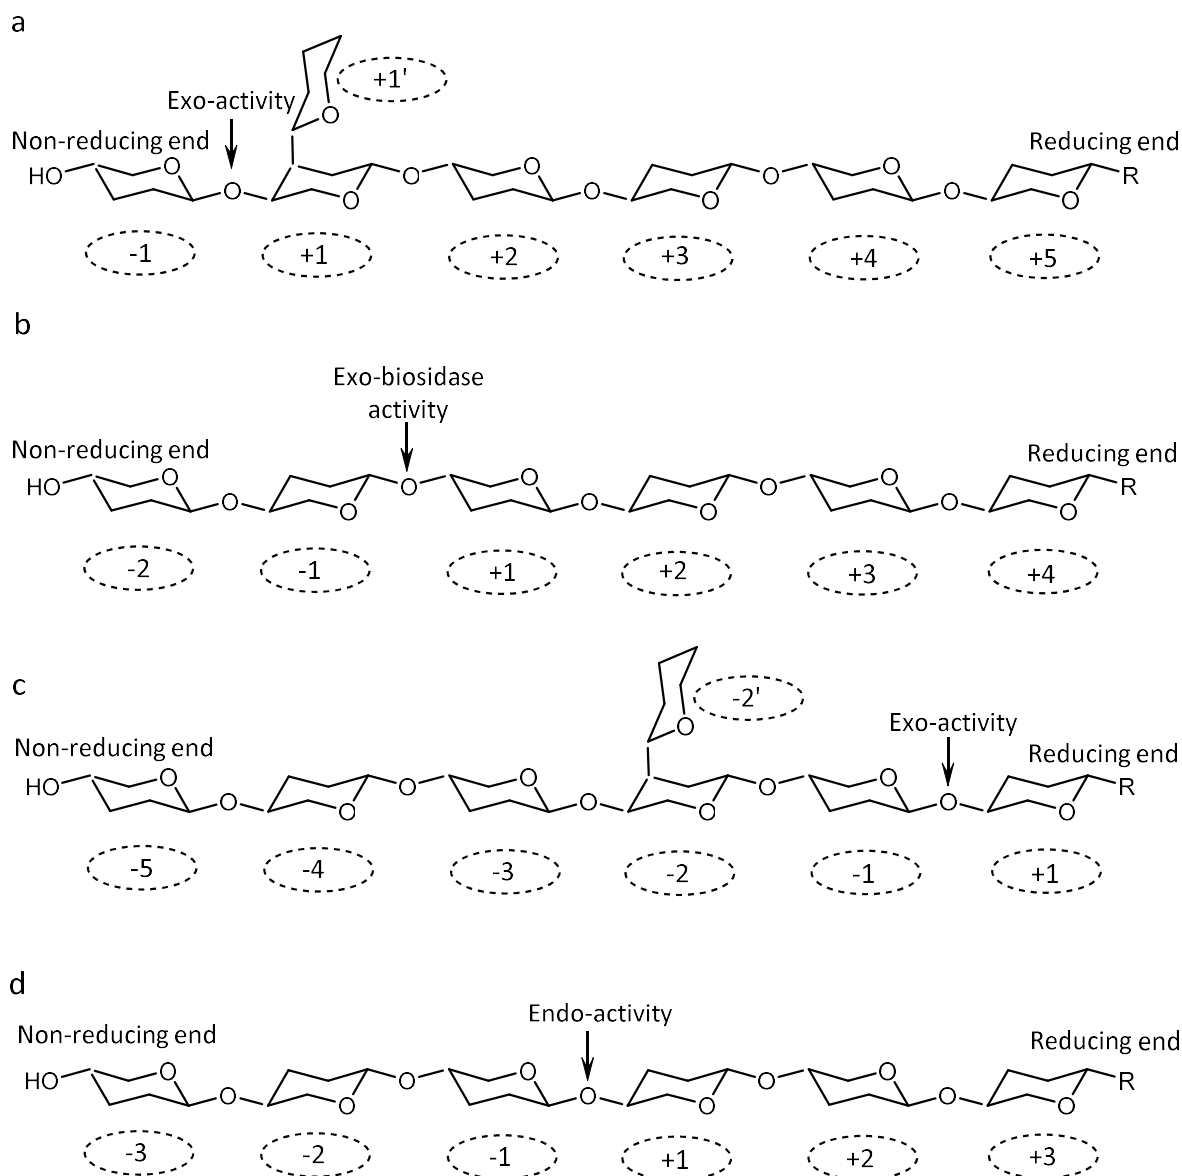 a
+1'
Exo-activity
Non-reducing end
Reducing end
HO O O O O O O O O O O O R
-1 +1 +2 +3 +4 +5
b
Exo-biosidase
activity
Non-reducing end
Reducing end
HO O O O O O O O O O O O R
-2 -1 +1 +2 +3 +4
c
-2'
Exo-activity
Non-reducing end
Reducing end
O
HO O O O O O O O O O O O R
-5 -4 -3 -2 -1 +1
d
Endo-activity
Non-reducing end
Reducing end
HO O O O O O O O O O O O R
-3 -2 -1 +1 +2 +3